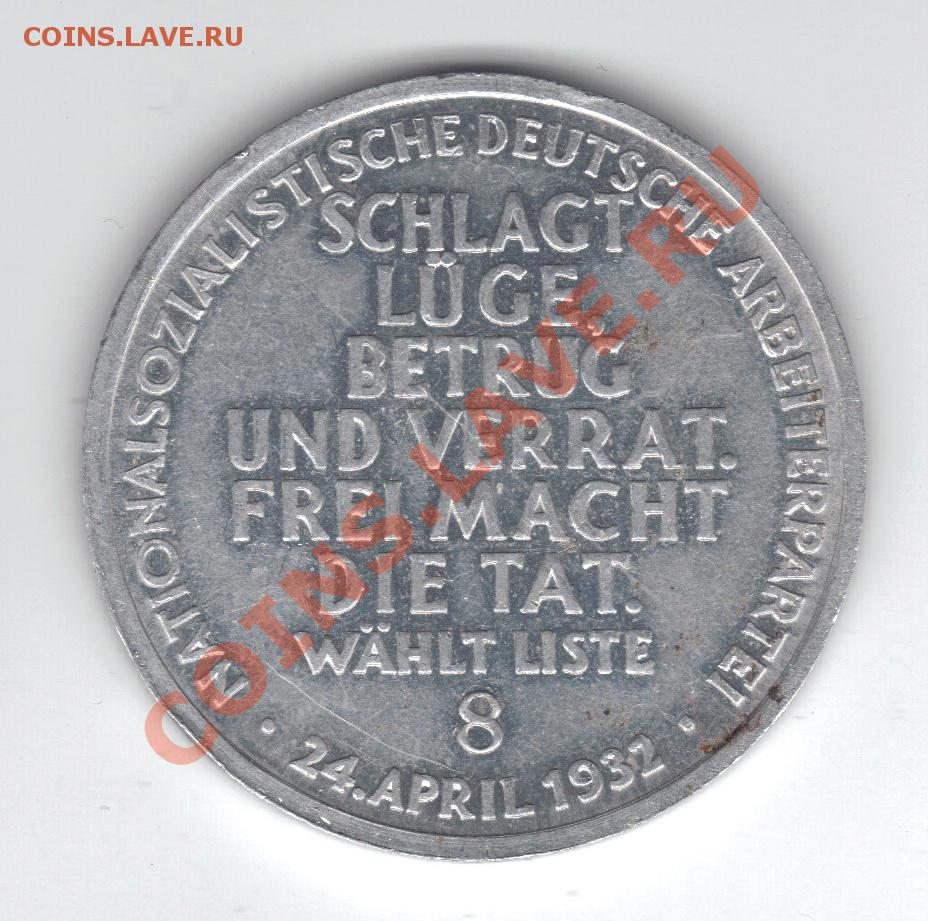 COINS.LAVE.RU
NATIONALSOZIALISTISCHE DEUTSCHE ARBEITERPARTEI
SCHLAGT
LÜGE.
BETRUG
UND VERRAT.
FREI MACHT
DIE TAT.
WÄHLT LISTE
8
· 24. APRIL 1932 ·
COINS.LAVE.RU